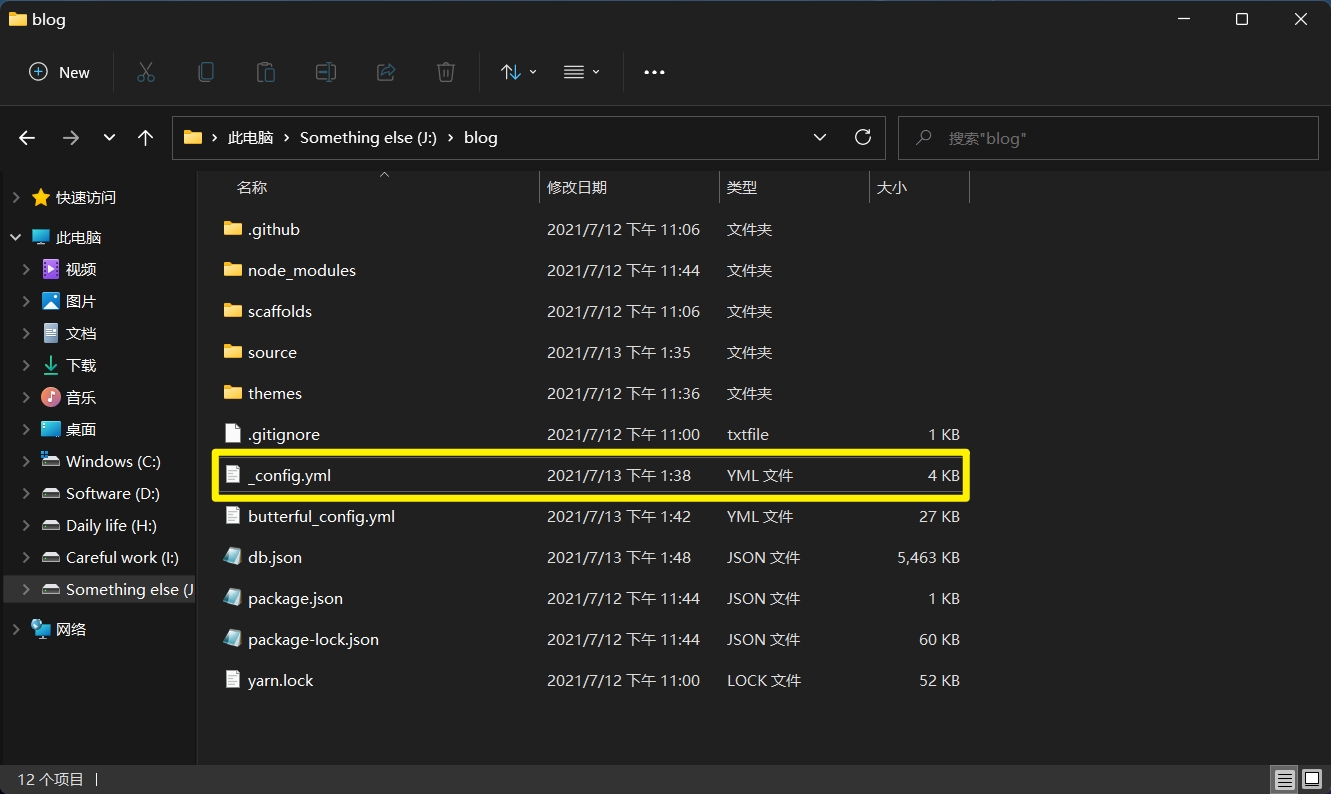 blog
New
此电脑 Something else (J:) blog
搜索"blog"
快速访问
此电脑
视频
图片
文档
下载
音乐
桌面
Windows (C:)
Software (D:)
Daily life (H:)
Careful work (I:)
Something else (J
网络
名称 修改日期 类型 大小
.github 2021/7/12 下午 11:06 文件夹
node_modules 2021/7/12 下午 11:44 文件夹
scaffolds 2021/7/12 下午 11:06 文件夹
source 2021/7/13 下午 1:35 文件夹
themes 2021/7/12 下午 11:36 文件夹
.gitignore 2021/7/12 下午 11:00 txtfile 1 KB
_config.yml 2021/7/13 下午 1:38 YML 文件 4 KB
butterful_config.yml 2021/7/13 下午 1:42 YML 文件 27 KB
db.json 2021/7/13 下午 1:48 JSON 文件 5,463 KB
package.json 2021/7/12 下午 11:44 JSON 文件 1 KB
package-lock.json 2021/7/12 下午 11:44 JSON 文件 60 KB
yarn.lock 2021/7/12 下午 11:00 LOCK 文件 52 KB
12 个项目